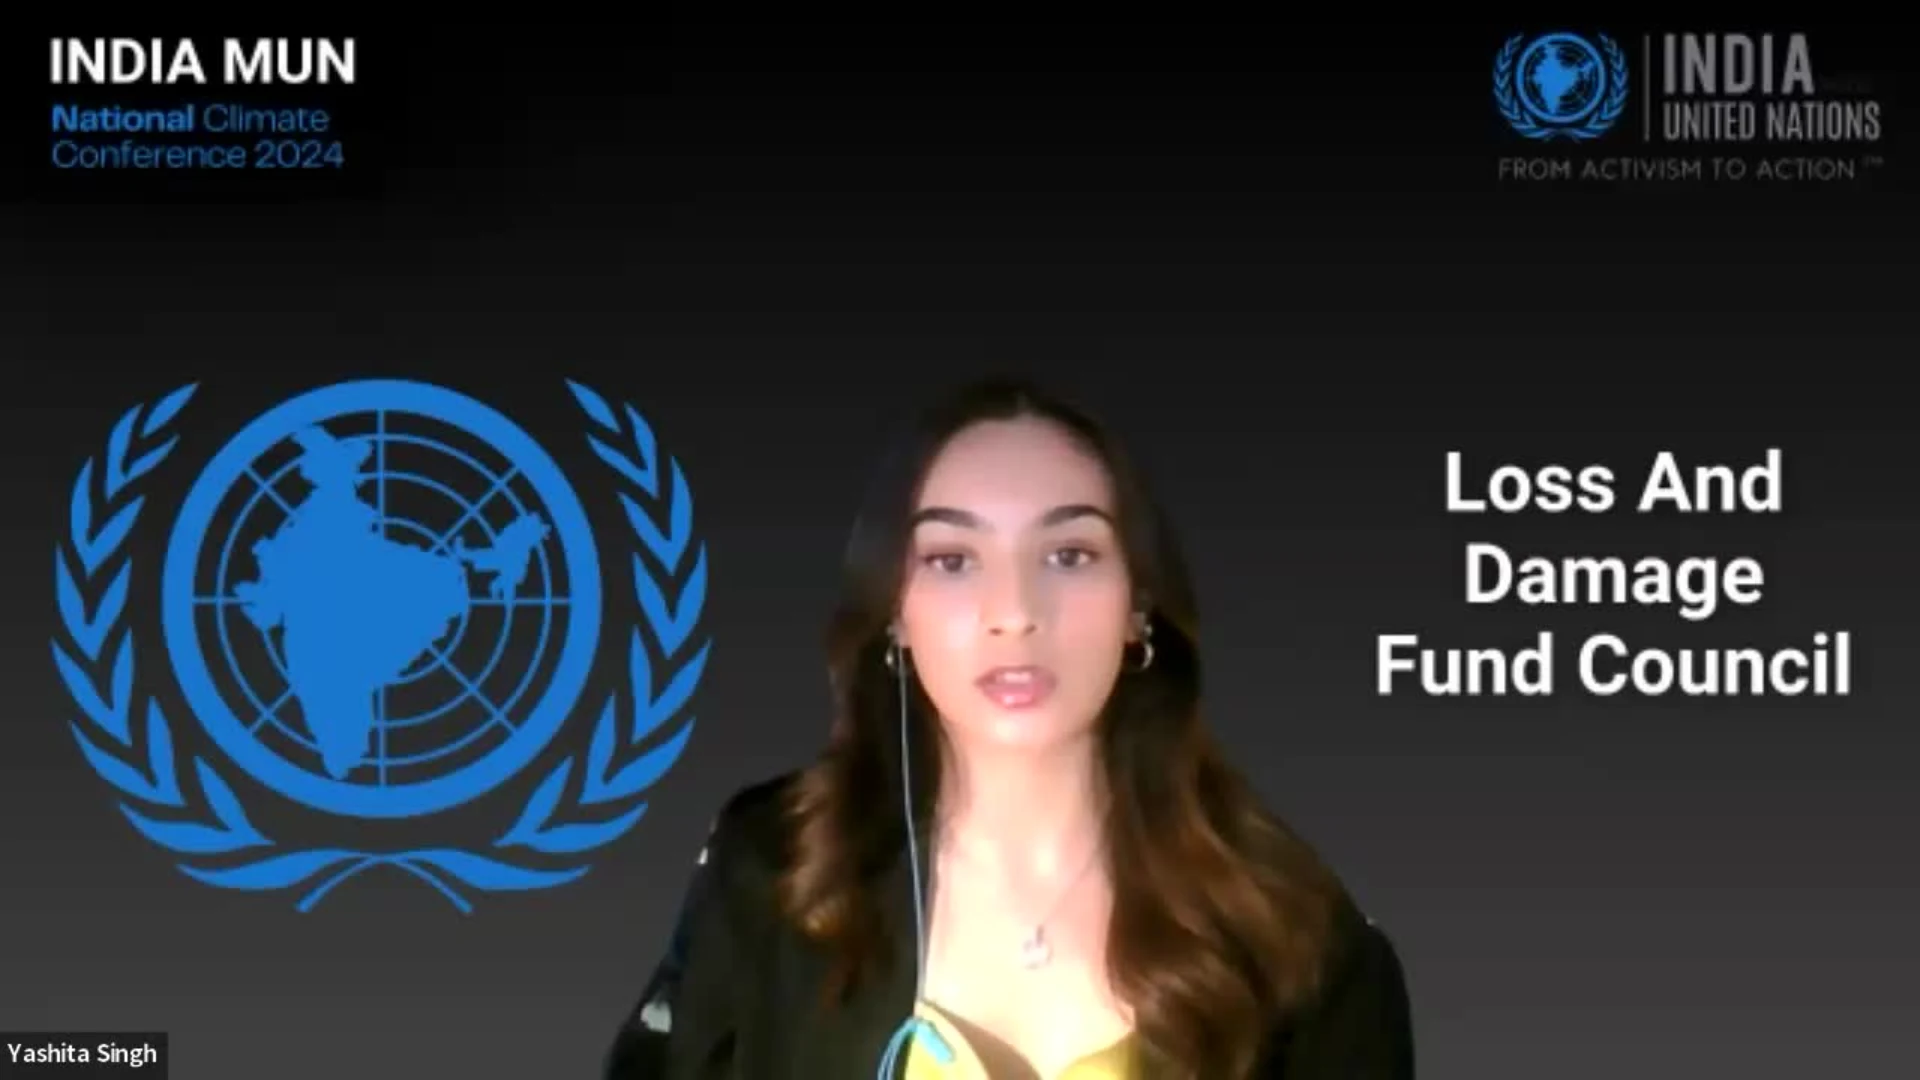 INDIA MUN
National Climate
Conference 2024
INDIA
UNITED NATIONS
FROM ACTIVISM TO ACTION™
Loss And
Damage
Fund Council
Yashita Singh